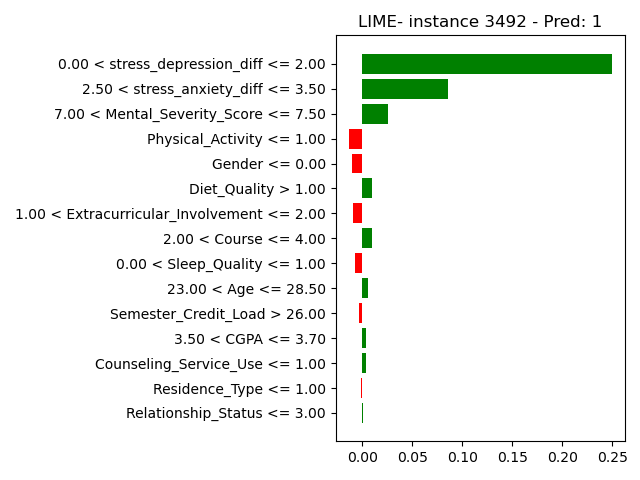 LIME- instance 3492 - Pred: 1
0.00 < stress_depression_diff <= 2.00
2.50 < stress_anxiety_diff <= 3.50
7.00 < Mental_Severity_Score <= 7.50
Physical_Activity <= 1.00
Gender <= 0.00
Diet_Quality > 1.00
1.00 < Extracurricular_Involvement <= 2.00
2.00 < Course <= 4.00
0.00 < Sleep_Quality <= 1.00
23.00 < Age <= 28.50
Semester_Credit_Load > 26.00
3.50 < CGPA <= 3.70
Counseling_Service_Use <= 1.00
Residence_Type <= 1.00
Relationship_Status <= 3.00
0.00 0.05 0.10 0.15 0.20 0.25